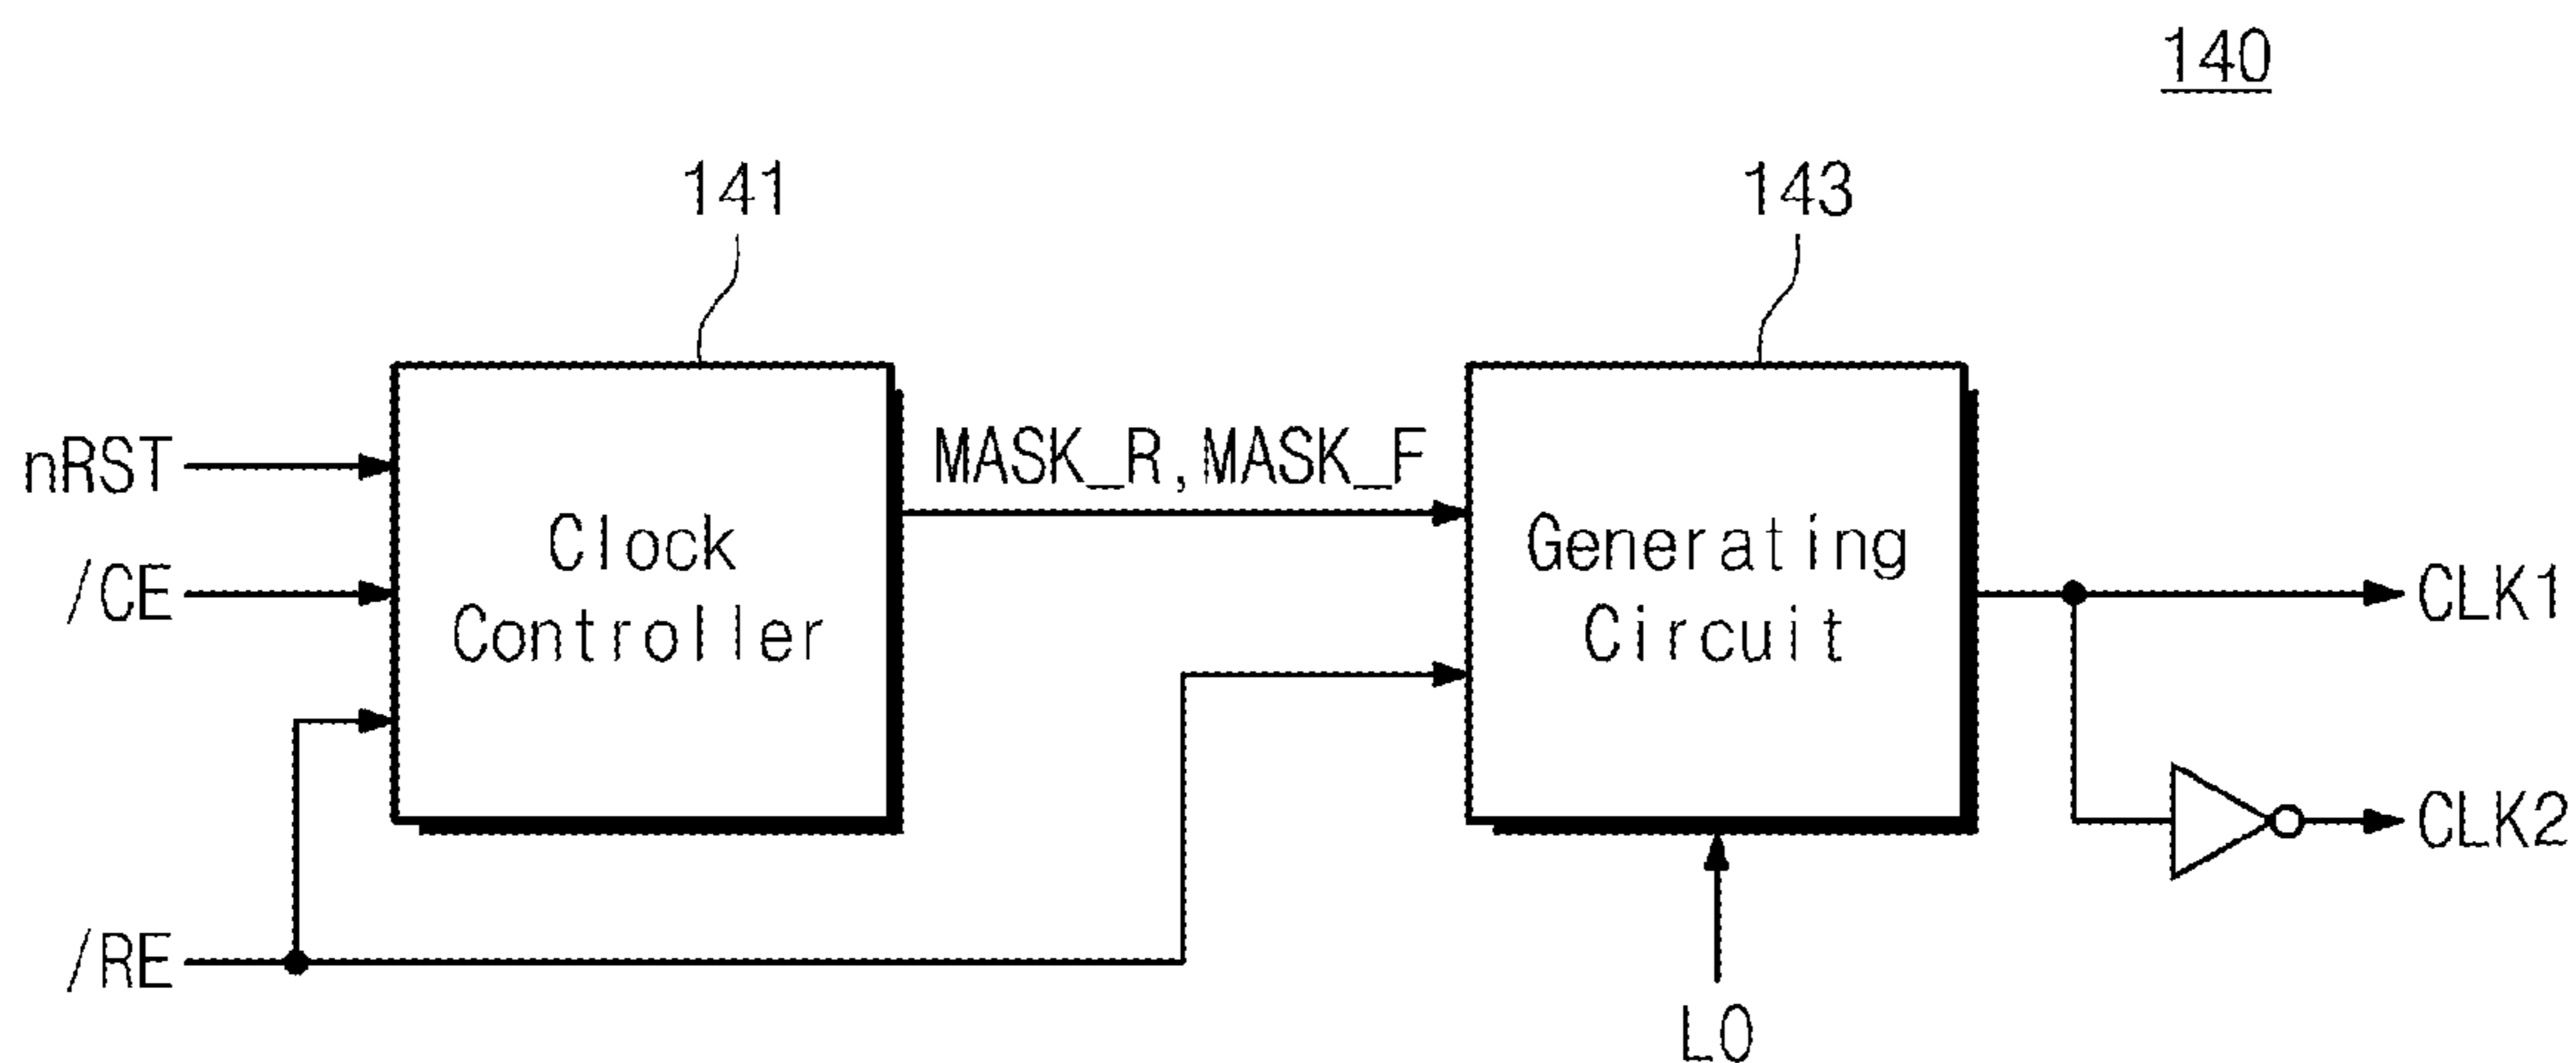 140
141
143
nRST
/CE
/RE
Clock
Controller
MASK_R,MASK_F
Generating
Circuit
LO
CLK1
CLK2